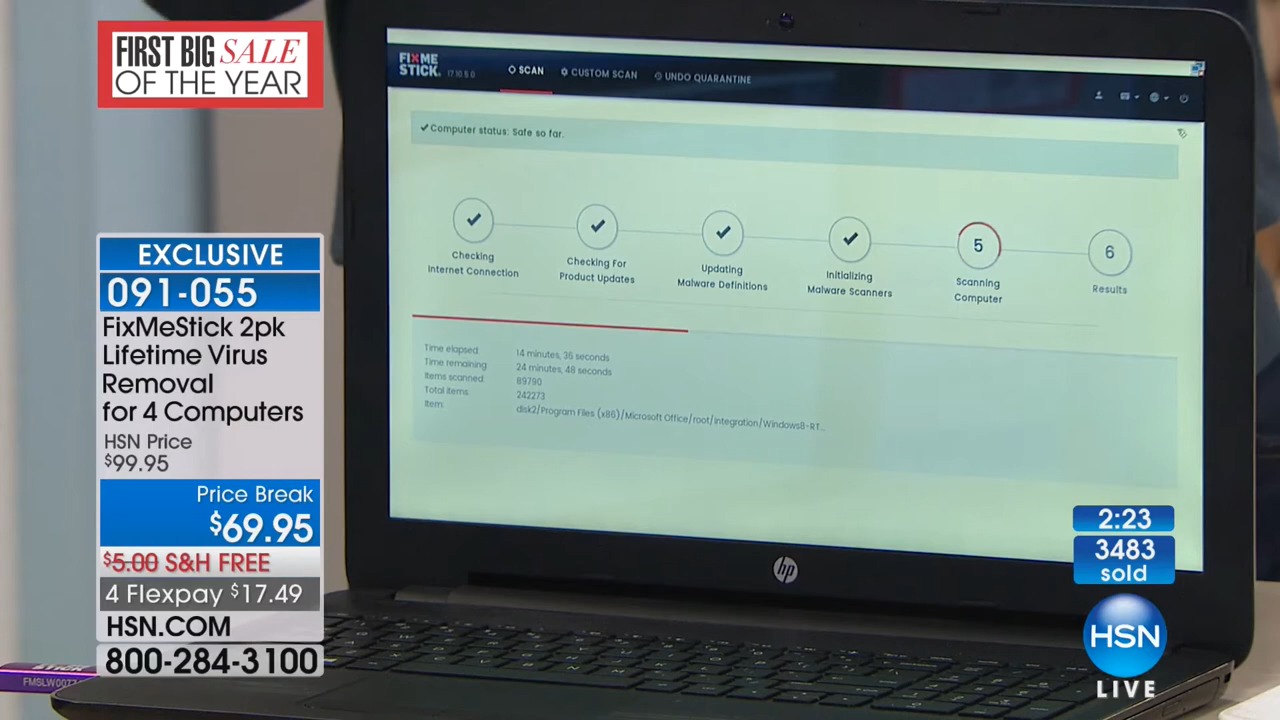 FIRST BIG SALE
OF THE YEAR
EXCLUSIVE
091-055
FixMeStick 2pk
Lifetime Virus
Removal
for 4 Computers
HSN Price
$99.95
Price Break
$69.95
$5.00 S&H FREE
4 Flexpay $17.49
HSN.COM
800-284-3100
FIXME
STICK. 17.10.5.0
SCAN
CUSTOM SCAN
UNDO QUARANTINE
Computer status: Safe so far.
Checking
Internet Connection
Checking For
Product Updates
Updating
Malware Definitions
Initializing
Malware Scanners
5
Scanning
Computer
6
Results
Time elapsed 14 minutes, 36 seconds
Time remaining 24 minutes, 48 seconds
Items scanned: 89790
Total items: 242273
Item: disk2/Program Files (x86)/Microsoft Office/root/Integration/Windows8-RT...
hp
2:23
3483
sold
HSN
LIVE